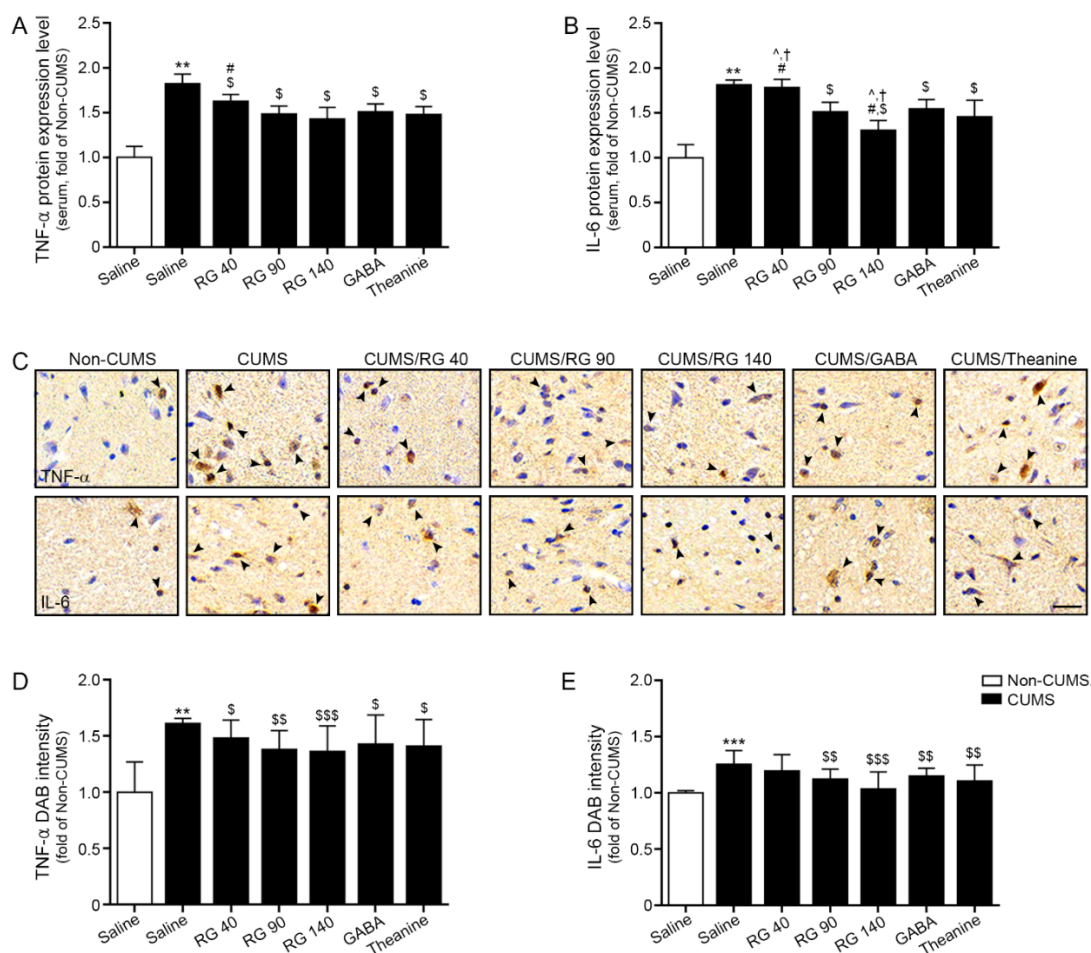 A
TNF-α protein expression level
(serum, fold of Non-CUMS)
2.5
2.0
1.5
1.0
0.5
0
**
#
$
$
$
$
$
Saline
Saline
RG 40
RG 90
RG 140
GABA
Theanine
B
IL-6 protein expression level
(serum, fold of Non-CUMS)
2.5
2.0
1.5
1.0
0.5
0
**
^,†
#
$
^,†
#,$
$
$
Saline
Saline
RG 40
RG 90
RG 140
GABA
Theanine
C
Non-CUMS
CUMS
CUMS/RG 40
CUMS/RG 90
CUMS/RG 140
CUMS/GABA
CUMS/Theanine
TNF-α
IL-6
D
TNF-α DAB intensity
(fold of Non-CUMS)
2.0
1.5
1.0
0.5
0
**
$
$$
$$$
$
$
Saline
Saline
RG 40
RG 90
RG 140
GABA
Theanine
E
IL-6 DAB intensity
(fold of Non-CUMS)
2.0
1.5
1.0
0.5
0
***
$$
$$$
$$
$$
Saline
Saline
RG 40
RG 90
RG 140
GABA
Theanine
Non-CUMS
CUMS